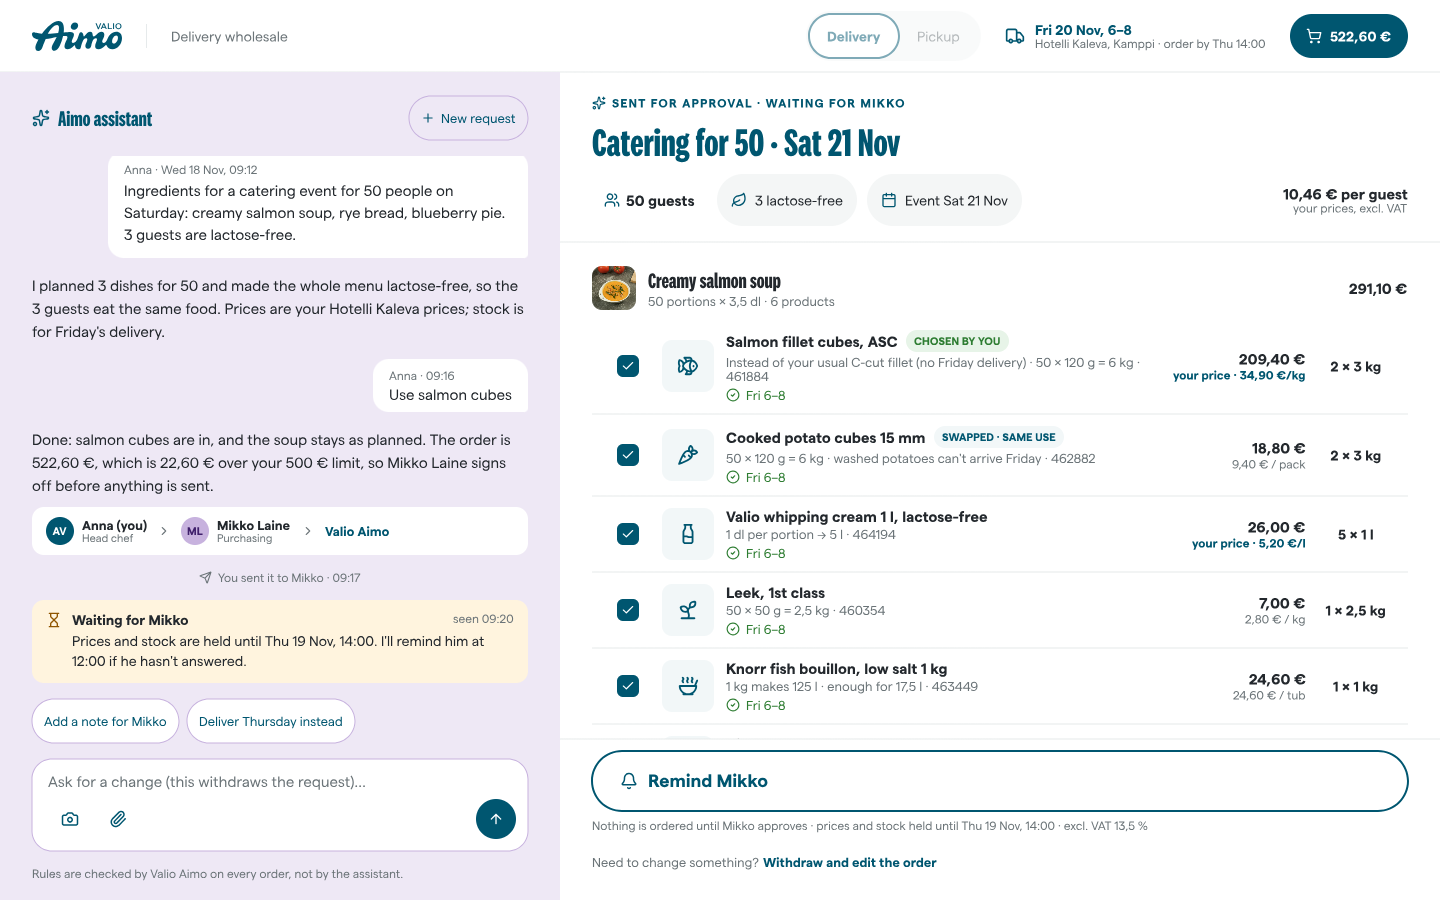 VALIO
Aimo
Delivery wholesale
Delivery
Pickup
Fri 20 Nov, 6–8
Hotelli Kaleva, Kamppi · order by Thu 14:00
522,60 €
Aimo assistant
New request
Anna · Wed 18 Nov, 09:12
Ingredients for a catering event for 50 people on
Saturday: creamy salmon soup, rye bread, blueberry pie.
3 guests are lactose-free.
I planned 3 dishes for 50 and made the whole menu lactose-free, so the
3 guests eat the same food. Prices are your Hotelli Kaleva prices; stock is
for Friday's delivery.
Anna · 09:16
Use salmon cubes
Done: salmon cubes are in, and the soup stays as planned. The order is
522,60 €, which is 22,60 € over your 500 € limit, so Mikko Laine signs
off before anything is sent.
AV
Anna (you)
Head chef
ML
Mikko Laine
Purchasing
Valio Aimo
You sent it to Mikko · 09:17
Waiting for Mikko
seen 09:20
Prices and stock are held until Thu 19 Nov, 14:00. I'll remind him at
12:00 if he hasn't answered.
Add a note for Mikko
Deliver Thursday instead
Ask for a change (this withdraws the request)...
Rules are checked by Valio Aimo on every order, not by the assistant.
SENT FOR APPROVAL · WAITING FOR MIKKO
Catering for 50 · Sat 21 Nov
50 guests
3 lactose-free
Event Sat 21 Nov
10,46 € per guest
your prices, excl. VAT
Creamy salmon soup
50 portions × 3,5 dl · 6 products
291,10 €
Salmon fillet cubes, ASC
CHOSEN BY YOU
Instead of your usual C-cut fillet (no Friday delivery) · 50 × 120 g = 6 kg ·
461884
Fri 6–8
209,40 €
your price · 34,90 €/kg
2 × 3 kg
Cooked potato cubes 15 mm
SWAPPED · SAME USE
50 × 120 g = 6 kg · washed potatoes can't arrive Friday · 462882
Fri 6–8
18,80 €
9,40 € / pack
2 × 3 kg
Valio whipping cream 1 l, lactose-free
1 dl per portion → 5 l · 464194
Fri 6–8
26,00 €
your price · 5,20 €/l
5 × 1 l
Leek, 1st class
50 × 50 g = 2,5 kg · 460354
Fri 6–8
7,00 €
2,80 € / kg
1 × 2,5 kg
Knorr fish bouillon, low salt 1 kg
1 kg makes 125 l · enough for 17,5 l · 463449
Fri 6–8
24,60 €
24,60 € / tub
1 × 1 kg
Remind Mikko
Nothing is ordered until Mikko approves · prices and stock held until Thu 19 Nov, 14:00 · excl. VAT 13,5 %
Need to change something? Withdraw and edit the order